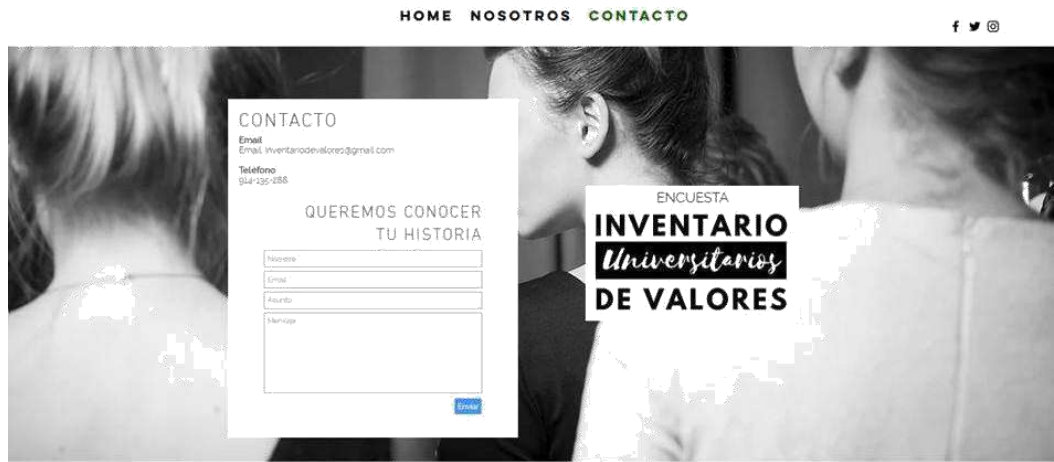 HOME NOSOTROS CONTACTO
CONTACTO
Email
Email: inventariodevalores@gmail.com
Teléfono
914-135-288
QUEREMOS CONOCER
TU HISTORIA
Nombre
Email
Asunto
Mensaje
Enviar
ENCUESTA
INVENTARIO
Universitarios
DE VALORES